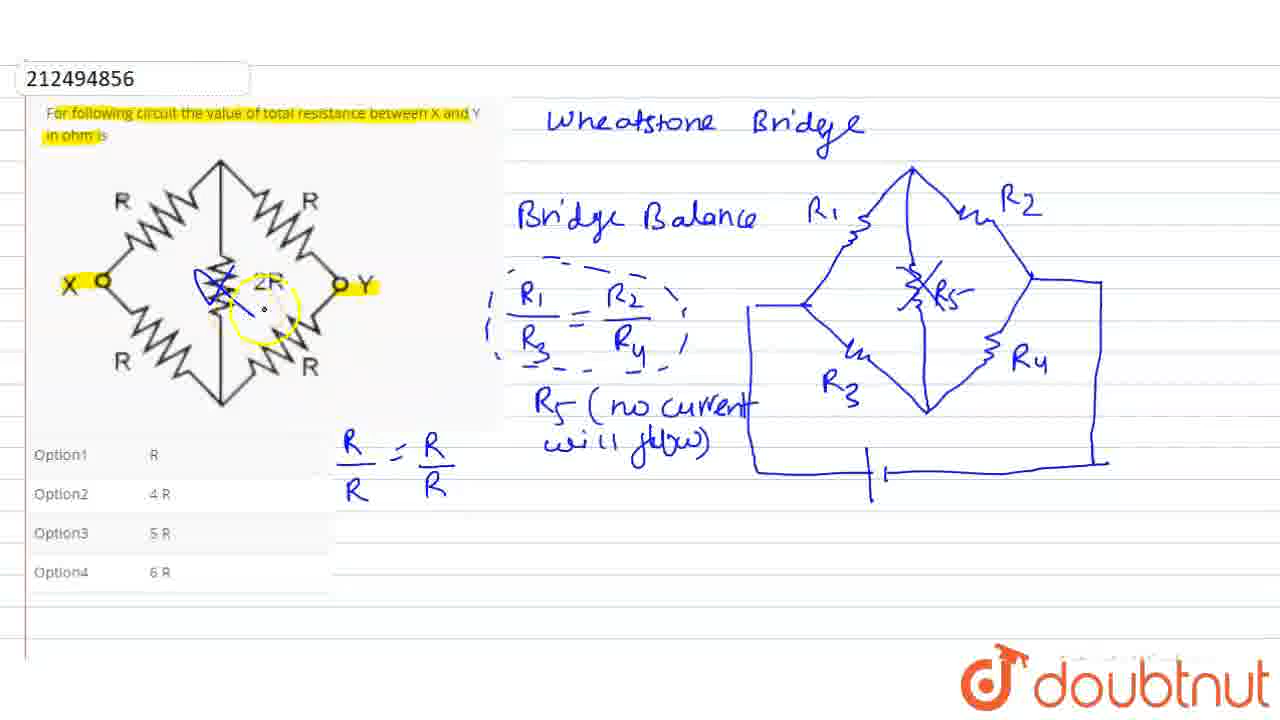 212494856
For following circuit the value of total resistance between X and Y
in ohm is
R
R
X
2R
Y
R
R
Option1 R
Option2 4 R
Option3 5 R
Option4 6 R
Wheatstone Bridge
Bridge Balance
R1/R3 = R2/R4
R5 (no current
will flow)
R/R = R/R
R1
R2
R5
R3
R4
doubtnut